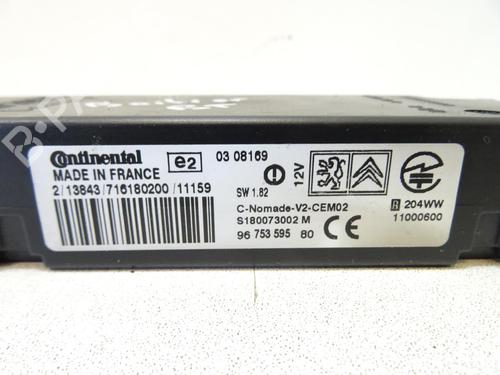 Continental
MADE IN FRANCE
2/13843/716180200/11159
e2
03 08169
SW 1.82
12V
C-Nomade-V2-CEM02
S180073002 M
96 753 595 80
CE
R 204WW
11000600